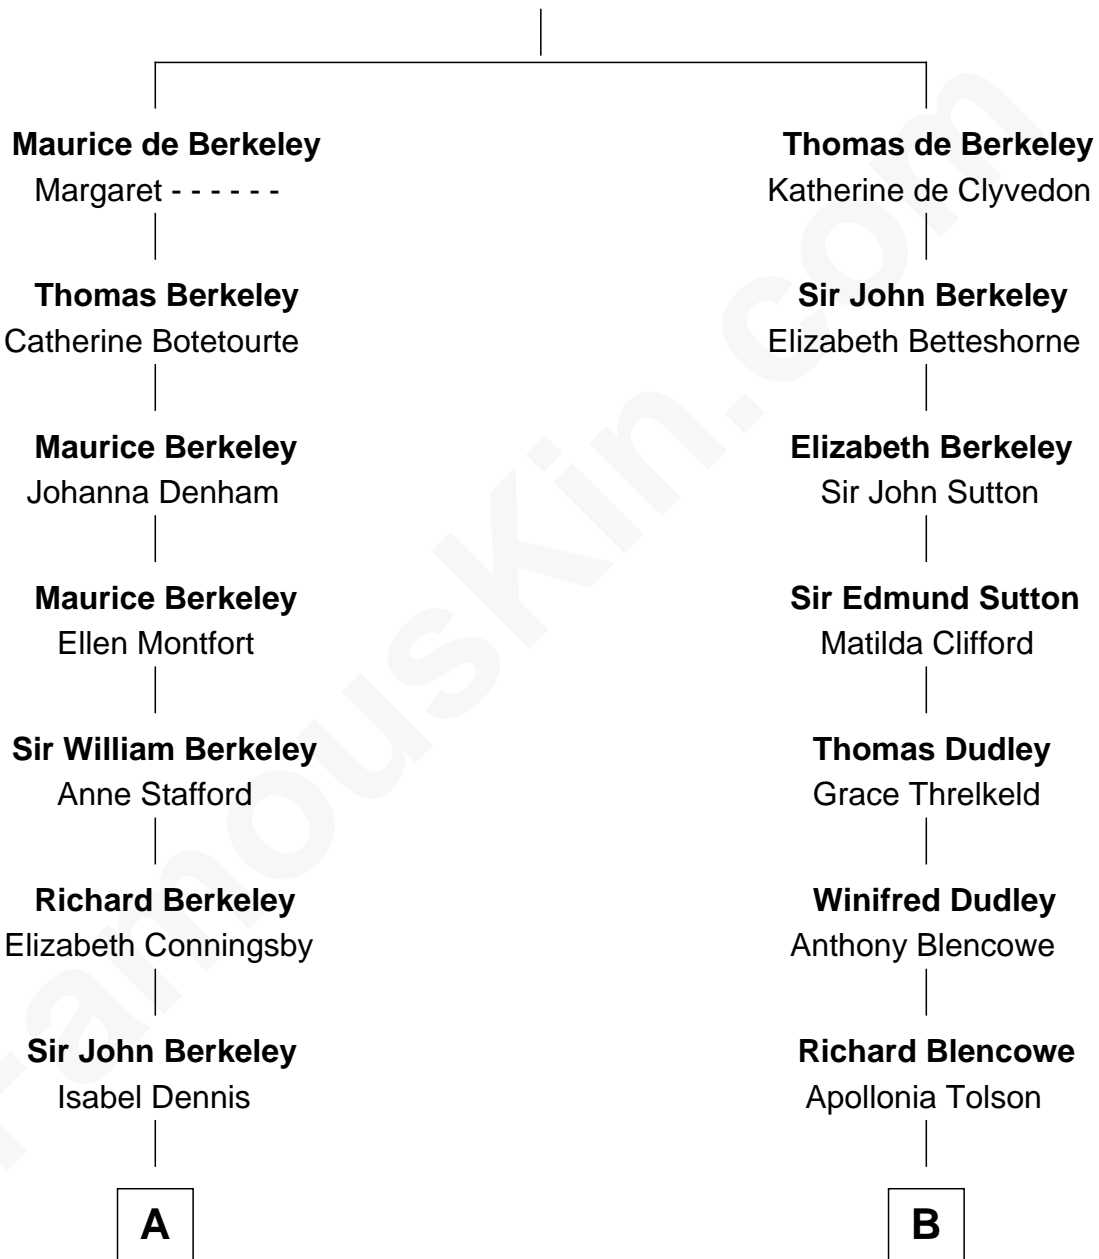 Maurice de Berkeley
Margaret - - - - - -
Thomas Berkeley
Catherine Botetourte
Maurice Berkeley
Johanna Denham
Maurice Berkeley
Ellen Montfort
Sir William Berkeley
Anne Stafford
Richard Berkeley
Elizabeth Conningsby
Sir John Berkeley
Isabel Dennis
A
Thomas de Berkeley
Katherine de Clyvedon
Sir John Berkeley
Elizabeth Betteshorne
Elizabeth Berkeley
Sir John Sutton
Sir Edmund Sutton
Matilda Clifford
Thomas Dudley
Grace Threlkeld
Winifred Dudley
Anthony Blencowe
Richard Blencowe
Apollonia Tolson
B
FamousKin.com